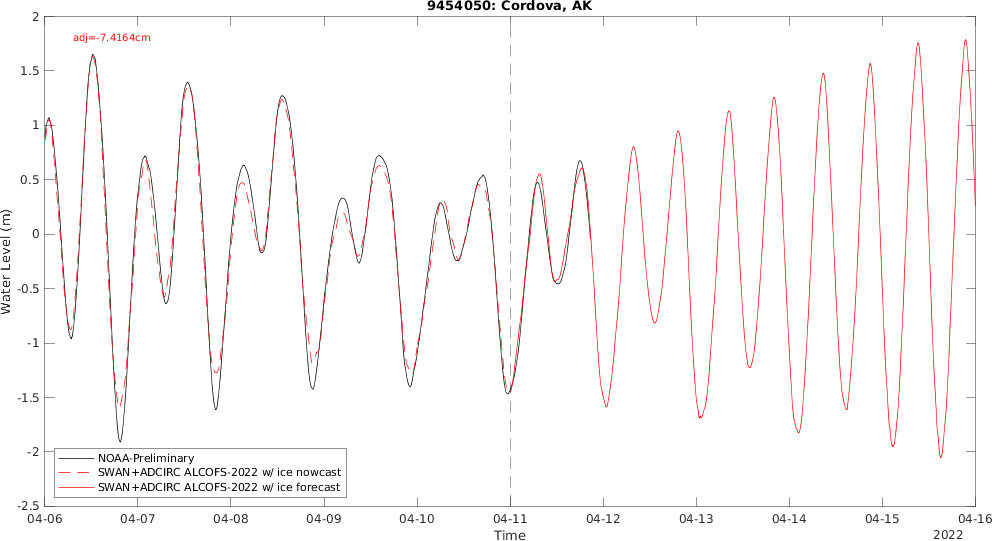 9454050: Cordova, AK
adj=-7.4164cm
2
1.5
1
0.5
0
-0.5
-1
-1.5
-2
-2.5
Water Level (m)
NOAA-Preliminary
SWAN+ADCIRC ALCOFS-2022 w/ ice nowcast
SWAN+ADCIRC ALCOFS-2022 w/ ice forecast
04-06 04-07 04-08 04-09 04-10 04-11 04-12 04-13 04-14 04-15 04-16
Time
2022